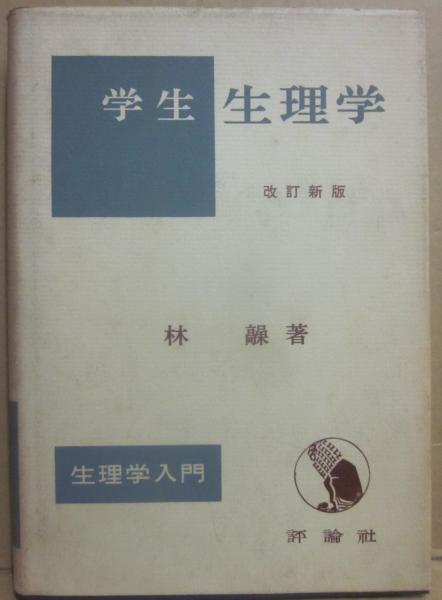 学生 生理学
改訂新版
林 髞 著
生理学入門
評論社